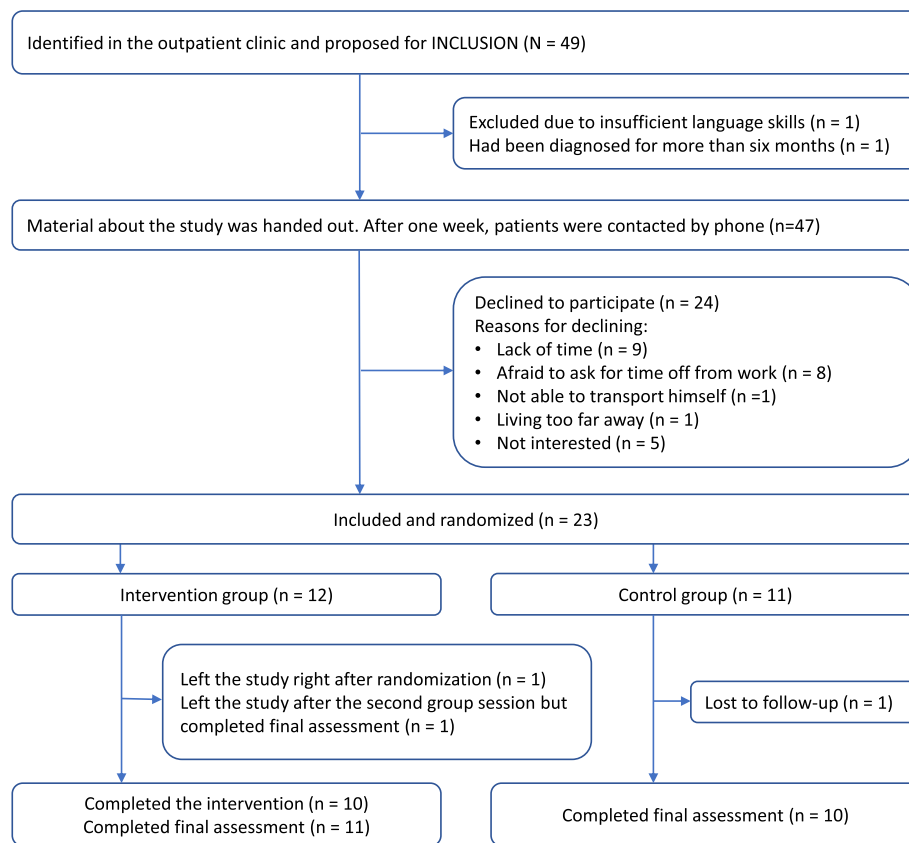 Identified in the outpatient clinic and proposed for INCLUSION (N = 49)
Excluded due to insufficient language skills (n = 1)
Had been diagnosed for more than six months (n = 1)
Material about the study was handed out. After one week, patients were contacted by phone (n=47)
Declined to participate (n = 24)
Reasons for declining:
• Lack of time (n = 9)
• Afraid to ask for time off from work (n = 8)
• Not able to transport himself (n =1)
• Living too far away (n = 1)
• Not interested (n = 5)
Included and randomized (n = 23)
Intervention group (n = 12)
Control group (n = 11)
Left the study right after randomization (n = 1)
Left the study after the second group session but
completed final assessment (n = 1)
Lost to follow-up (n = 1)
Completed the intervention (n = 10)
Completed final assessment (n = 11)
Completed final assessment (n = 10)